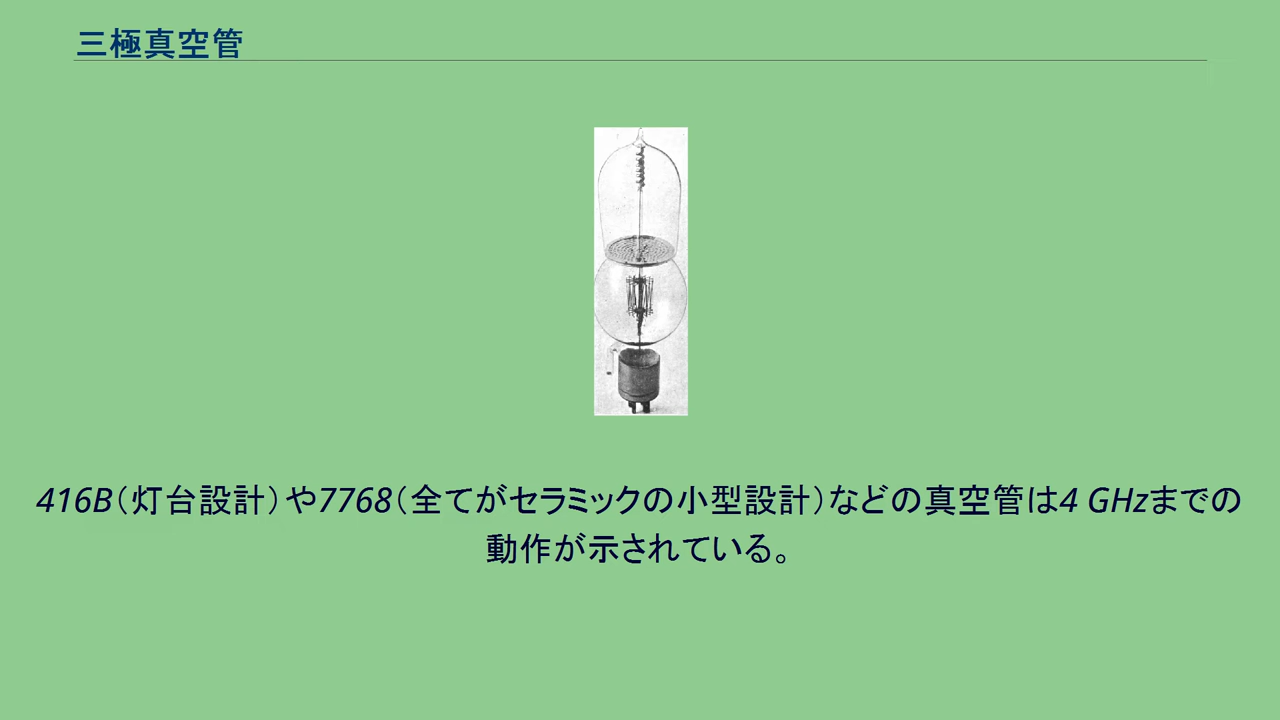 三極真空管
416B（灯台設計）や7768（全てがセラミックの小型設計）などの真空管は4 GHzまでの
動作が示されている。